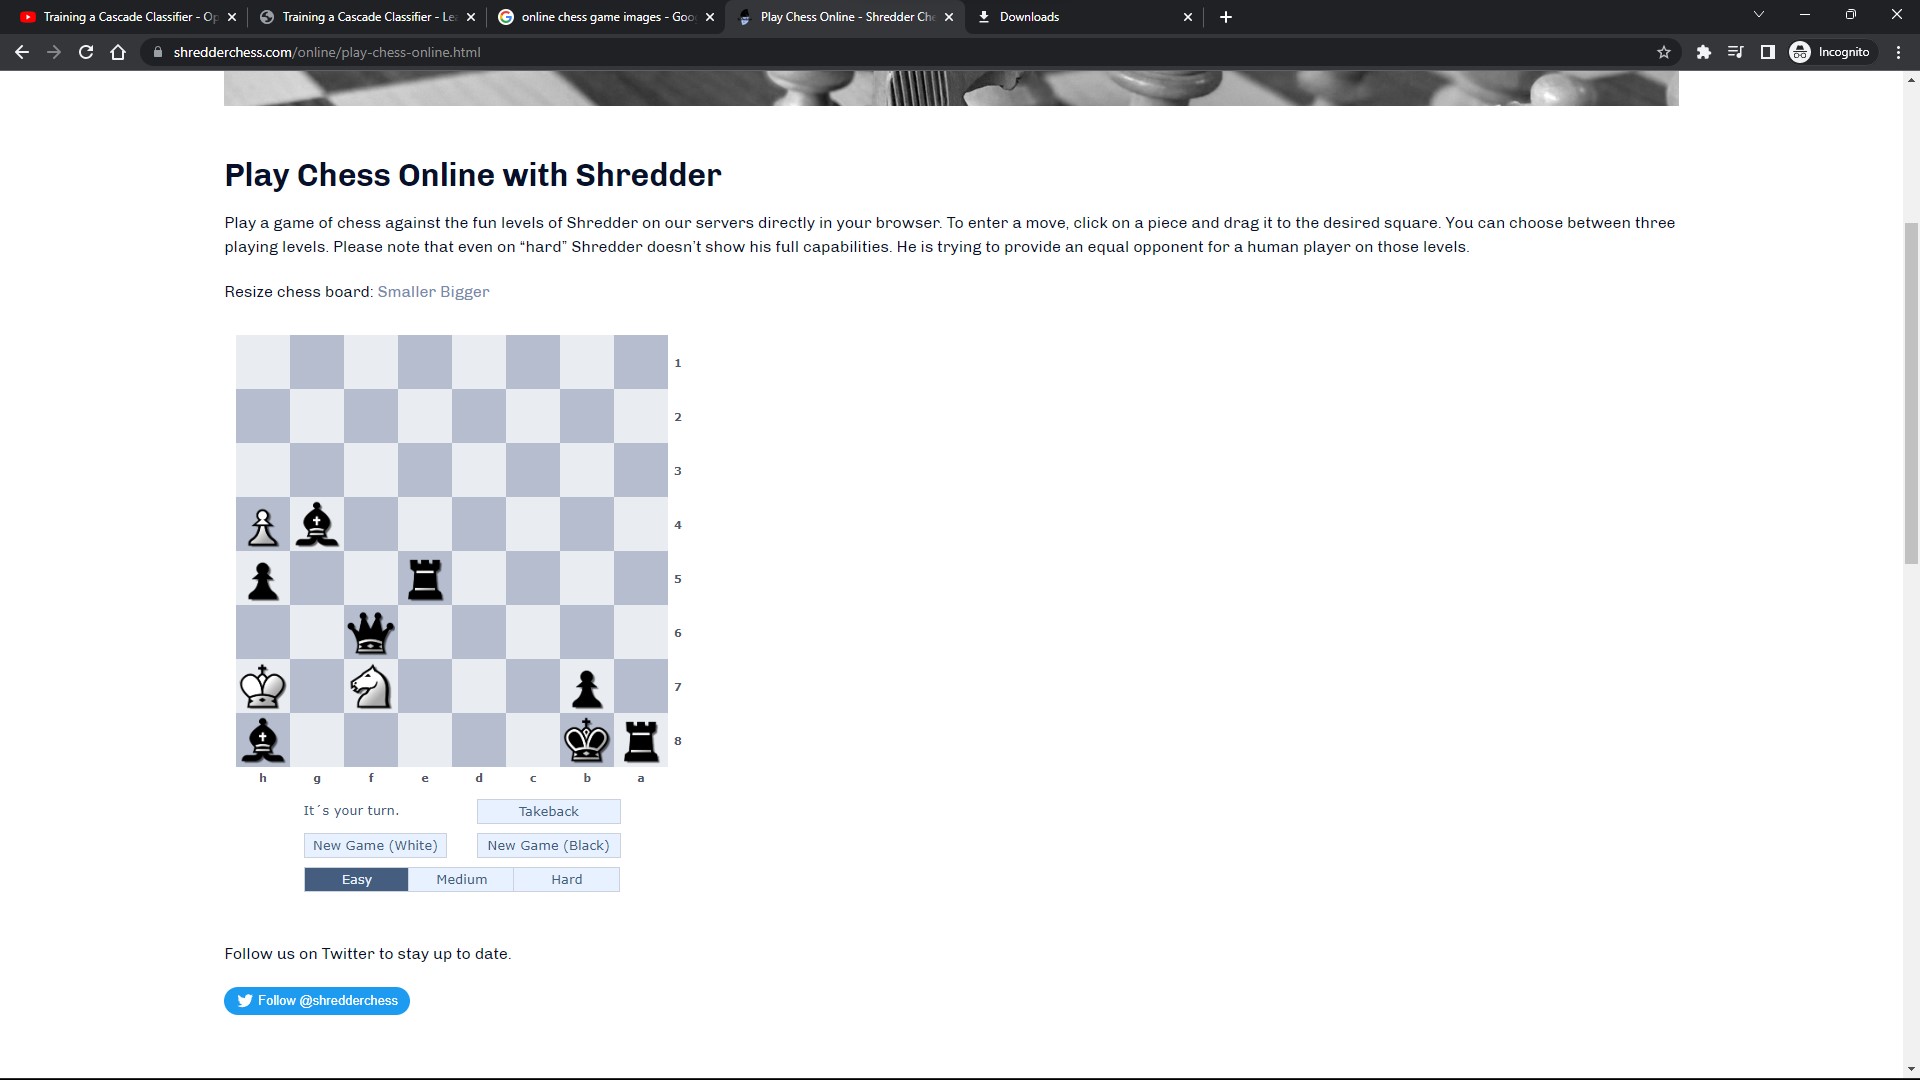 Training a Cascade Classifier - Op
Training a Cascade Classifier - Le
online chess game images - Goo
Play Chess Online - Shredder Che
Downloads
shredderchess.com/online/play-chess-online.html
Incognito
Play Chess Online with Shredder
Play a game of chess against the fun levels of Shredder on our servers directly in your browser. To enter a move, click on a piece and drag it to the desired square. You can choose between three
playing levels. Please note that even on “hard” Shredder doesn’t show his full capabilities. He is trying to provide an equal opponent for a human player on those levels.
Resize chess board: Smaller Bigger
1
2
3
4
5
6
7
8
h g f e d c b a
It´s your turn. Takeback
New Game (White) New Game (Black)
Easy Medium Hard
Follow us on Twitter to stay up to date.
Follow @shredderchess